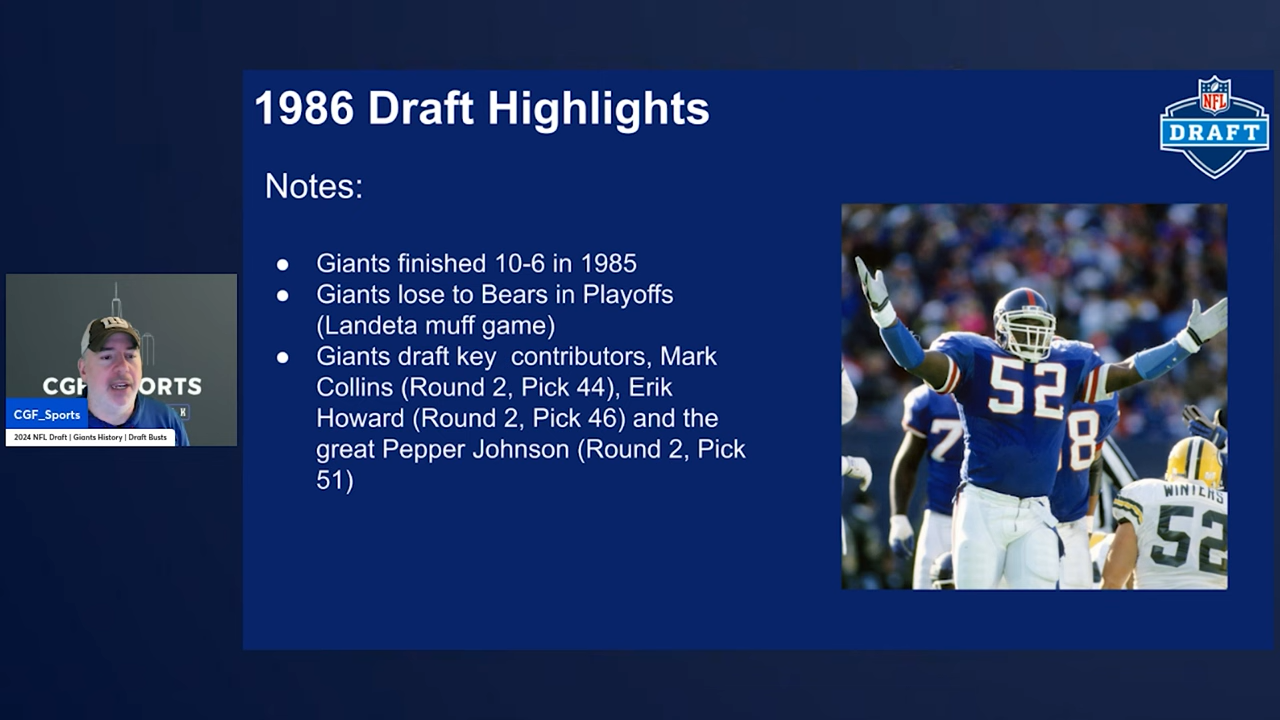 1986 Draft Highlights
NFL
DRAFT
Notes:
● Giants finished 10-6 in 1985
● Giants lose to Bears in Playoffs
(Landeta muff game)
● Giants draft key  contributors, Mark
Collins (Round 2, Pick 44), Erik
Howard (Round 2, Pick 46) and the
great Pepper Johnson (Round 2, Pick
51)
52
7
8
WINTERS
52
CGF_Sports
2024 NFL Draft | Giants History | Draft Busts